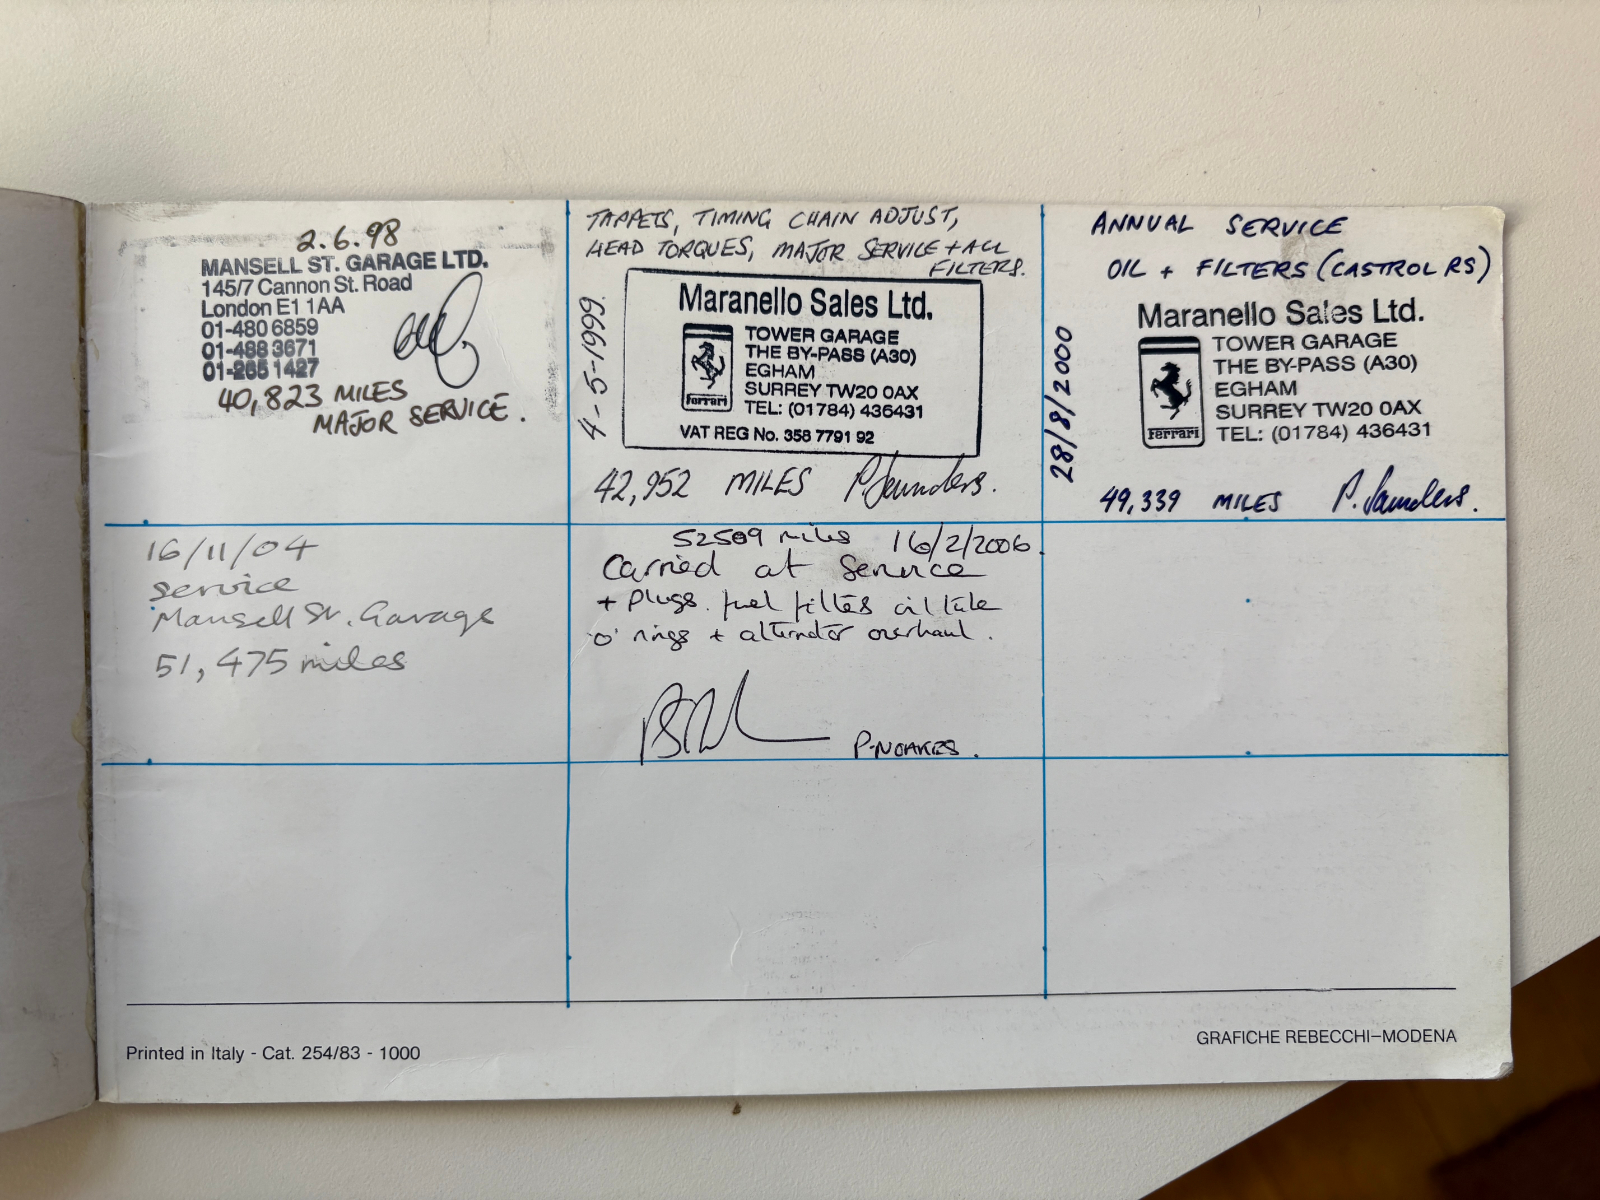 2.6.98
MANSELL ST. GARAGE LTD.
145/7 Cannon St. Road
London E1 1AA
01-480 6859
01-488 3671
01-265 1427
40,823 MILES
MAJOR SERVICE.
TAPPETS, TIMING CHAIN ADJUST,
HEAD TORQUES, MAJOR SERVICE + ALL
FILTERS.
4-5-1999
Maranello Sales Ltd.
TOWER GARAGE
THE BY-PASS (A30)
EGHAM
SURREY TW20 0AX
TEL: (01784) 436431
Ferrari
VAT REG No. 358 7791 92
42,952 MILES P. Saunders.
ANNUAL SERVICE
OIL + FILTERS (CASTROL RS)
28/8/2000
Maranello Sales Ltd.
TOWER GARAGE
THE BY-PASS (A30)
EGHAM
SURREY TW20 0AX
TEL: (01784) 436431
Ferrari
49,339 MILES P. Saunders.
16/11/04
Service
Mansell St. Garage
51,475 miles
52509 miles 16/2/2006.
Carried at Service
+ plugs. fuel filters oil tube
'o' rings + alternator overhaul.
P-NOAKES.
Printed in Italy - Cat. 254/83 - 1000
GRAFICHE REBECCHI-MODENA